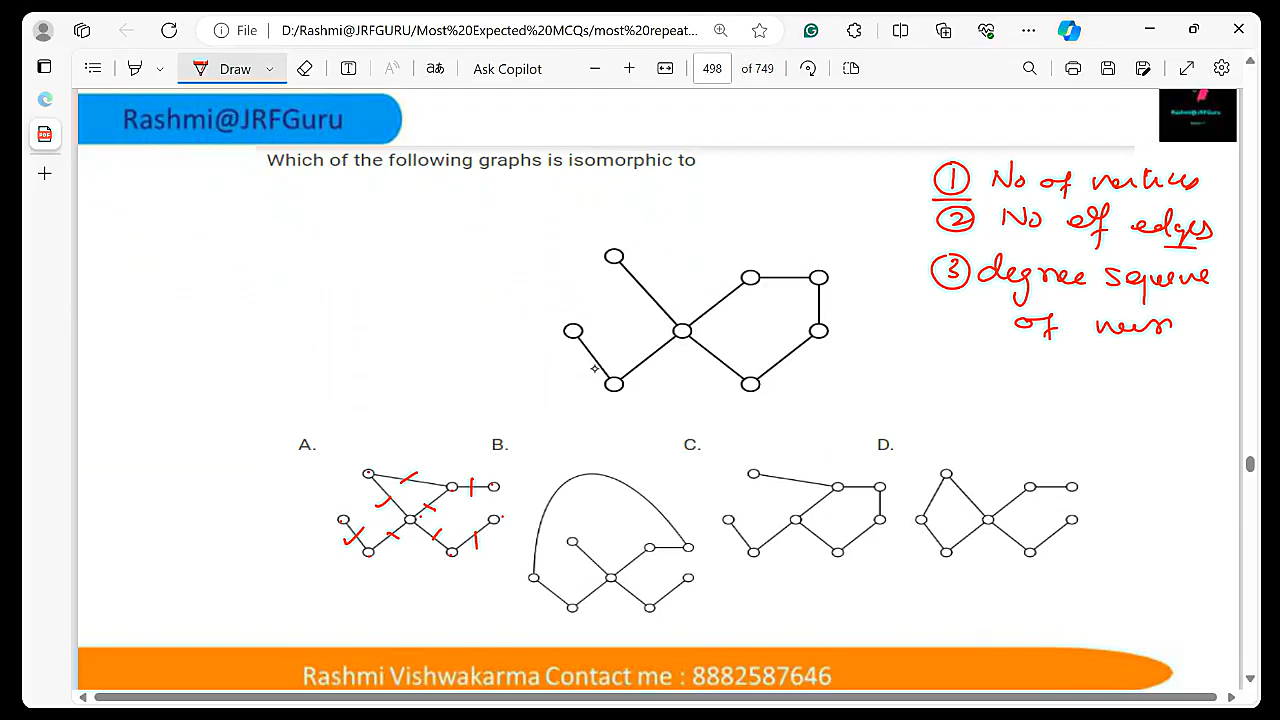 File D:/Rashmi@JRFGURU/Most%20Expected%20MCQs/most%20repeat...
Draw
Ask Copilot
498 of 749
Rashmi@JRFGuru
Which of the following graphs is isomorphic to
① No of vertices
② No of edges
③ degree
of
A. B. C. D.
Rashmi Vishwakarma Contact me : 8882587646